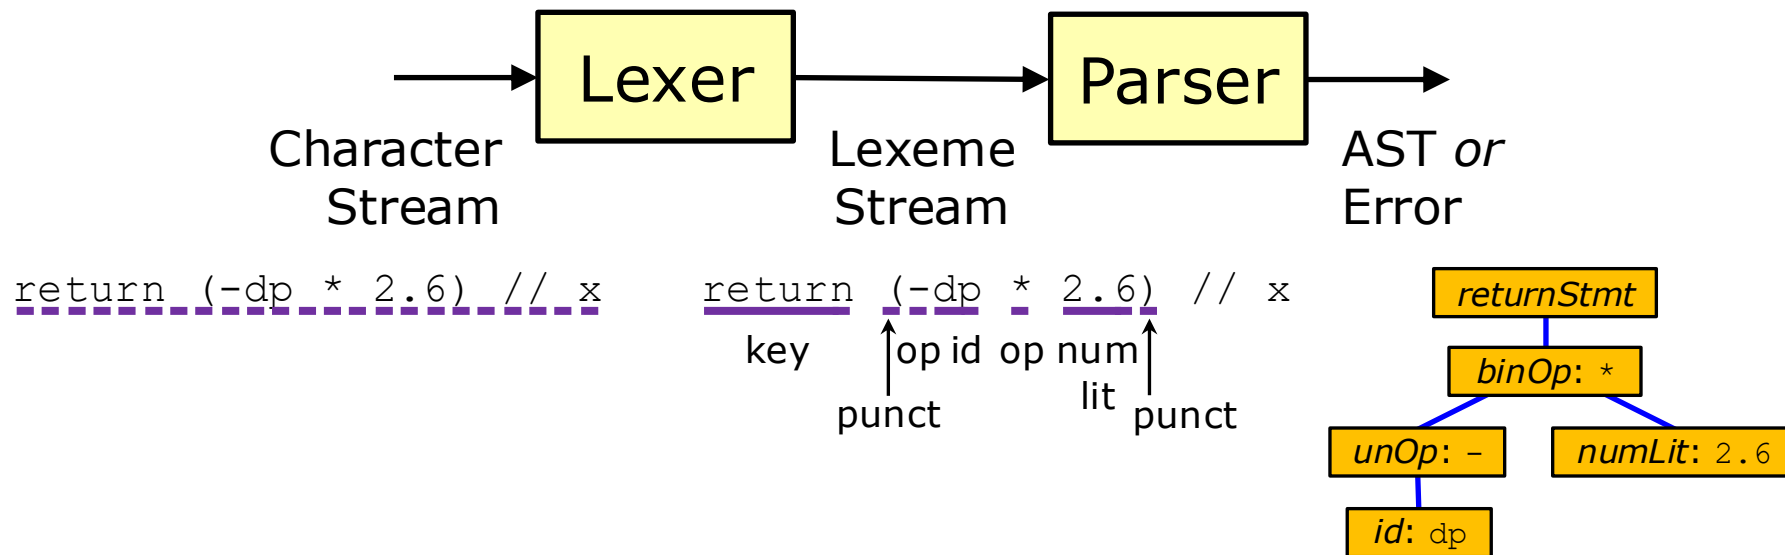 Lexer
Parser
Character
Stream
Lexeme
Stream
AST or
Error
return (-dp * 2.6) // x
return (-dp * 2.6) // x
key
op id op num
lit
punct
punct
returnStmt
binOp: *
unOp: -
numLit: 2.6
id: dp